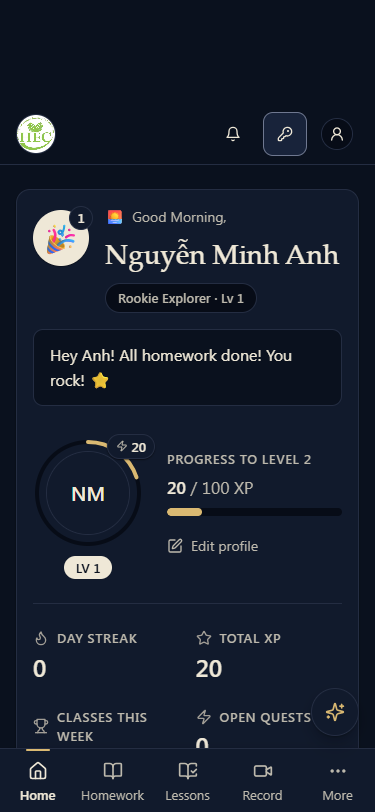 HEC
1
Good Morning,
Nguyễn Minh Anh
Rookie Explorer · Lv 1
Hey Anh! All homework done! You
rock!
20
NM
LV 1
PROGRESS TO LEVEL 2
20 / 100 XP
Edit profile
DAY STREAK
0
TOTAL XP
20
CLASSES THIS
WEEK
OPEN QUESTS
0
Home
Homework
Lessons
Record
More